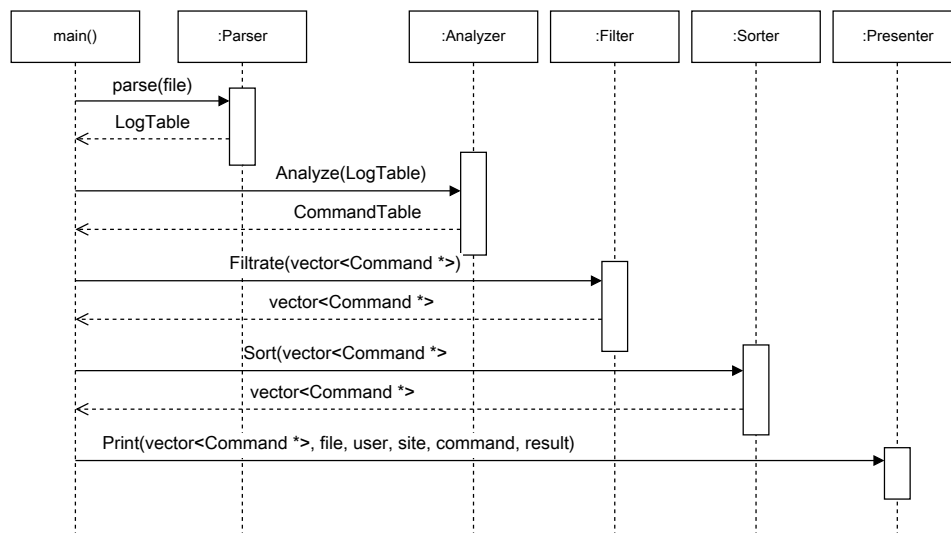 main()
:Parser
:Analyzer
:Filter
:Sorter
:Presenter
parse(file)
LogTable
Analyze(LogTable)
CommandTable
Filtrate(vector<Command *>)
vector<Command *>
Sort(vector<Command *>
vector<Command *>
Print(vector<Command *>, file, user, site, command, result)